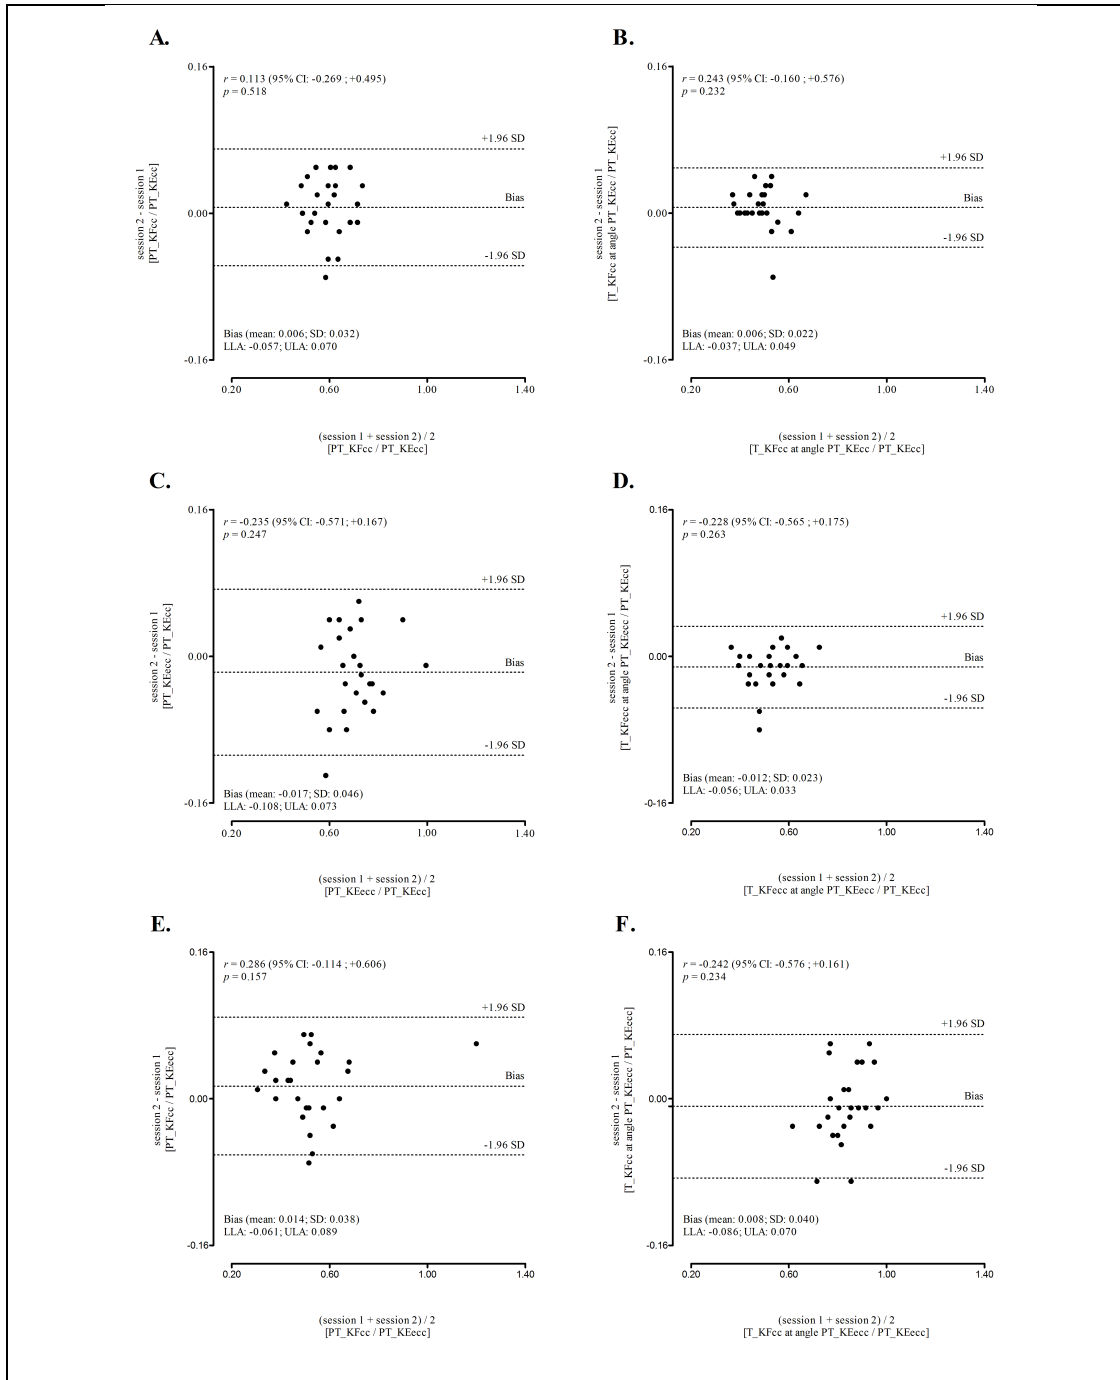 A.
0.16
r = 0.113 (95% CI: -0.269 ; +0.495)
p = 0.518
+1.96 SD
Bias
0.00
-1.96 SD
session 2 - session 1
[PT_KFcc / PT_KEcc]
Bias (mean: 0.006; SD: 0.032)
LLA: -0.057; ULA: 0.070
-0.16
0.20 0.60 1.00 1.40
(session 1 + session 2) / 2
[PT_KFcc / PT_KEcc]
B.
0.16
r = 0.243 (95% CI: -0.160 ; +0.576)
p = 0.232
+1.96 SD
Bias
0.00
-1.96 SD
session 2 - session 1
[T_KFcc at angle PT_KEcc / PT_KEcc]
Bias (mean: 0.006; SD: 0.022)
LLA: -0.037; ULA: 0.049
-0.16
0.20 0.60 1.00 1.40
(session 1 + session 2) / 2
[T_KFcc at angle PT_KEcc / PT_KEcc]
C.
0.16
r = -0.235 (95% CI: -0.571; +0.167)
p = 0.247
+1.96 SD
0.00
Bias
-1.96 SD
session 2 - session 1
[PT_KEecc / PT_KEcc]
Bias (mean: -0.017; SD: 0.046)
LLA: -0.108; ULA: 0.073
-0.16
0.20 0.60 1.00 1.40
(session 1 + session 2) / 2
[PT_KEecc / PT_KEcc]
D.
0.16
r = -0.228 (95% CI: -0.565 ; +0.175)
p = 0.263
+1.96 SD
0.00
Bias
-1.96 SD
session 2 - session 1
[T_KFecc at angle PT_KEecc / PT_KEcc]
Bias (mean: -0.012; SD: 0.023)
LLA: -0.056; ULA: 0.033
-0-16
0.20 0.60 1.00 1.40
(session 1 + session 2) / 2
[T_KFecc at angle PT_KEecc / PT_KEcc]
E.
0.16
r = 0.286 (95% CI: -0.114 ; +0.606)
p = 0.157
+1.96 SD
Bias
0.00
-1.96 SD
session 2 - session 1
[PT_KFcc / PT_KEecc]
Bias (mean: 0.014; SD: 0.038)
LLA: -0.061; ULA: 0.089
-0.16
0.20 0.60 1.00 1.40
(session 1 + session 2) / 2
[PT_KFcc / PT_KEecc]
F.
0.16
r = -0.242 (95% CI: -0.576 ; +0.161)
p = 0.234
+1.96 SD
0.00
Bias
-1.96 SD
session 2 - session 1
[T_KFcc at angle PT_KEecc / PT_KEecc]
Bias (mean: 0.008; SD: 0.040)
LLA: -0.086; ULA: 0.070
-0.16
0.20 0.60 1.00 1.40
(session 1 + session 2) / 2
[T_KFcc at angle PT_KEecc / PT_KEecc]